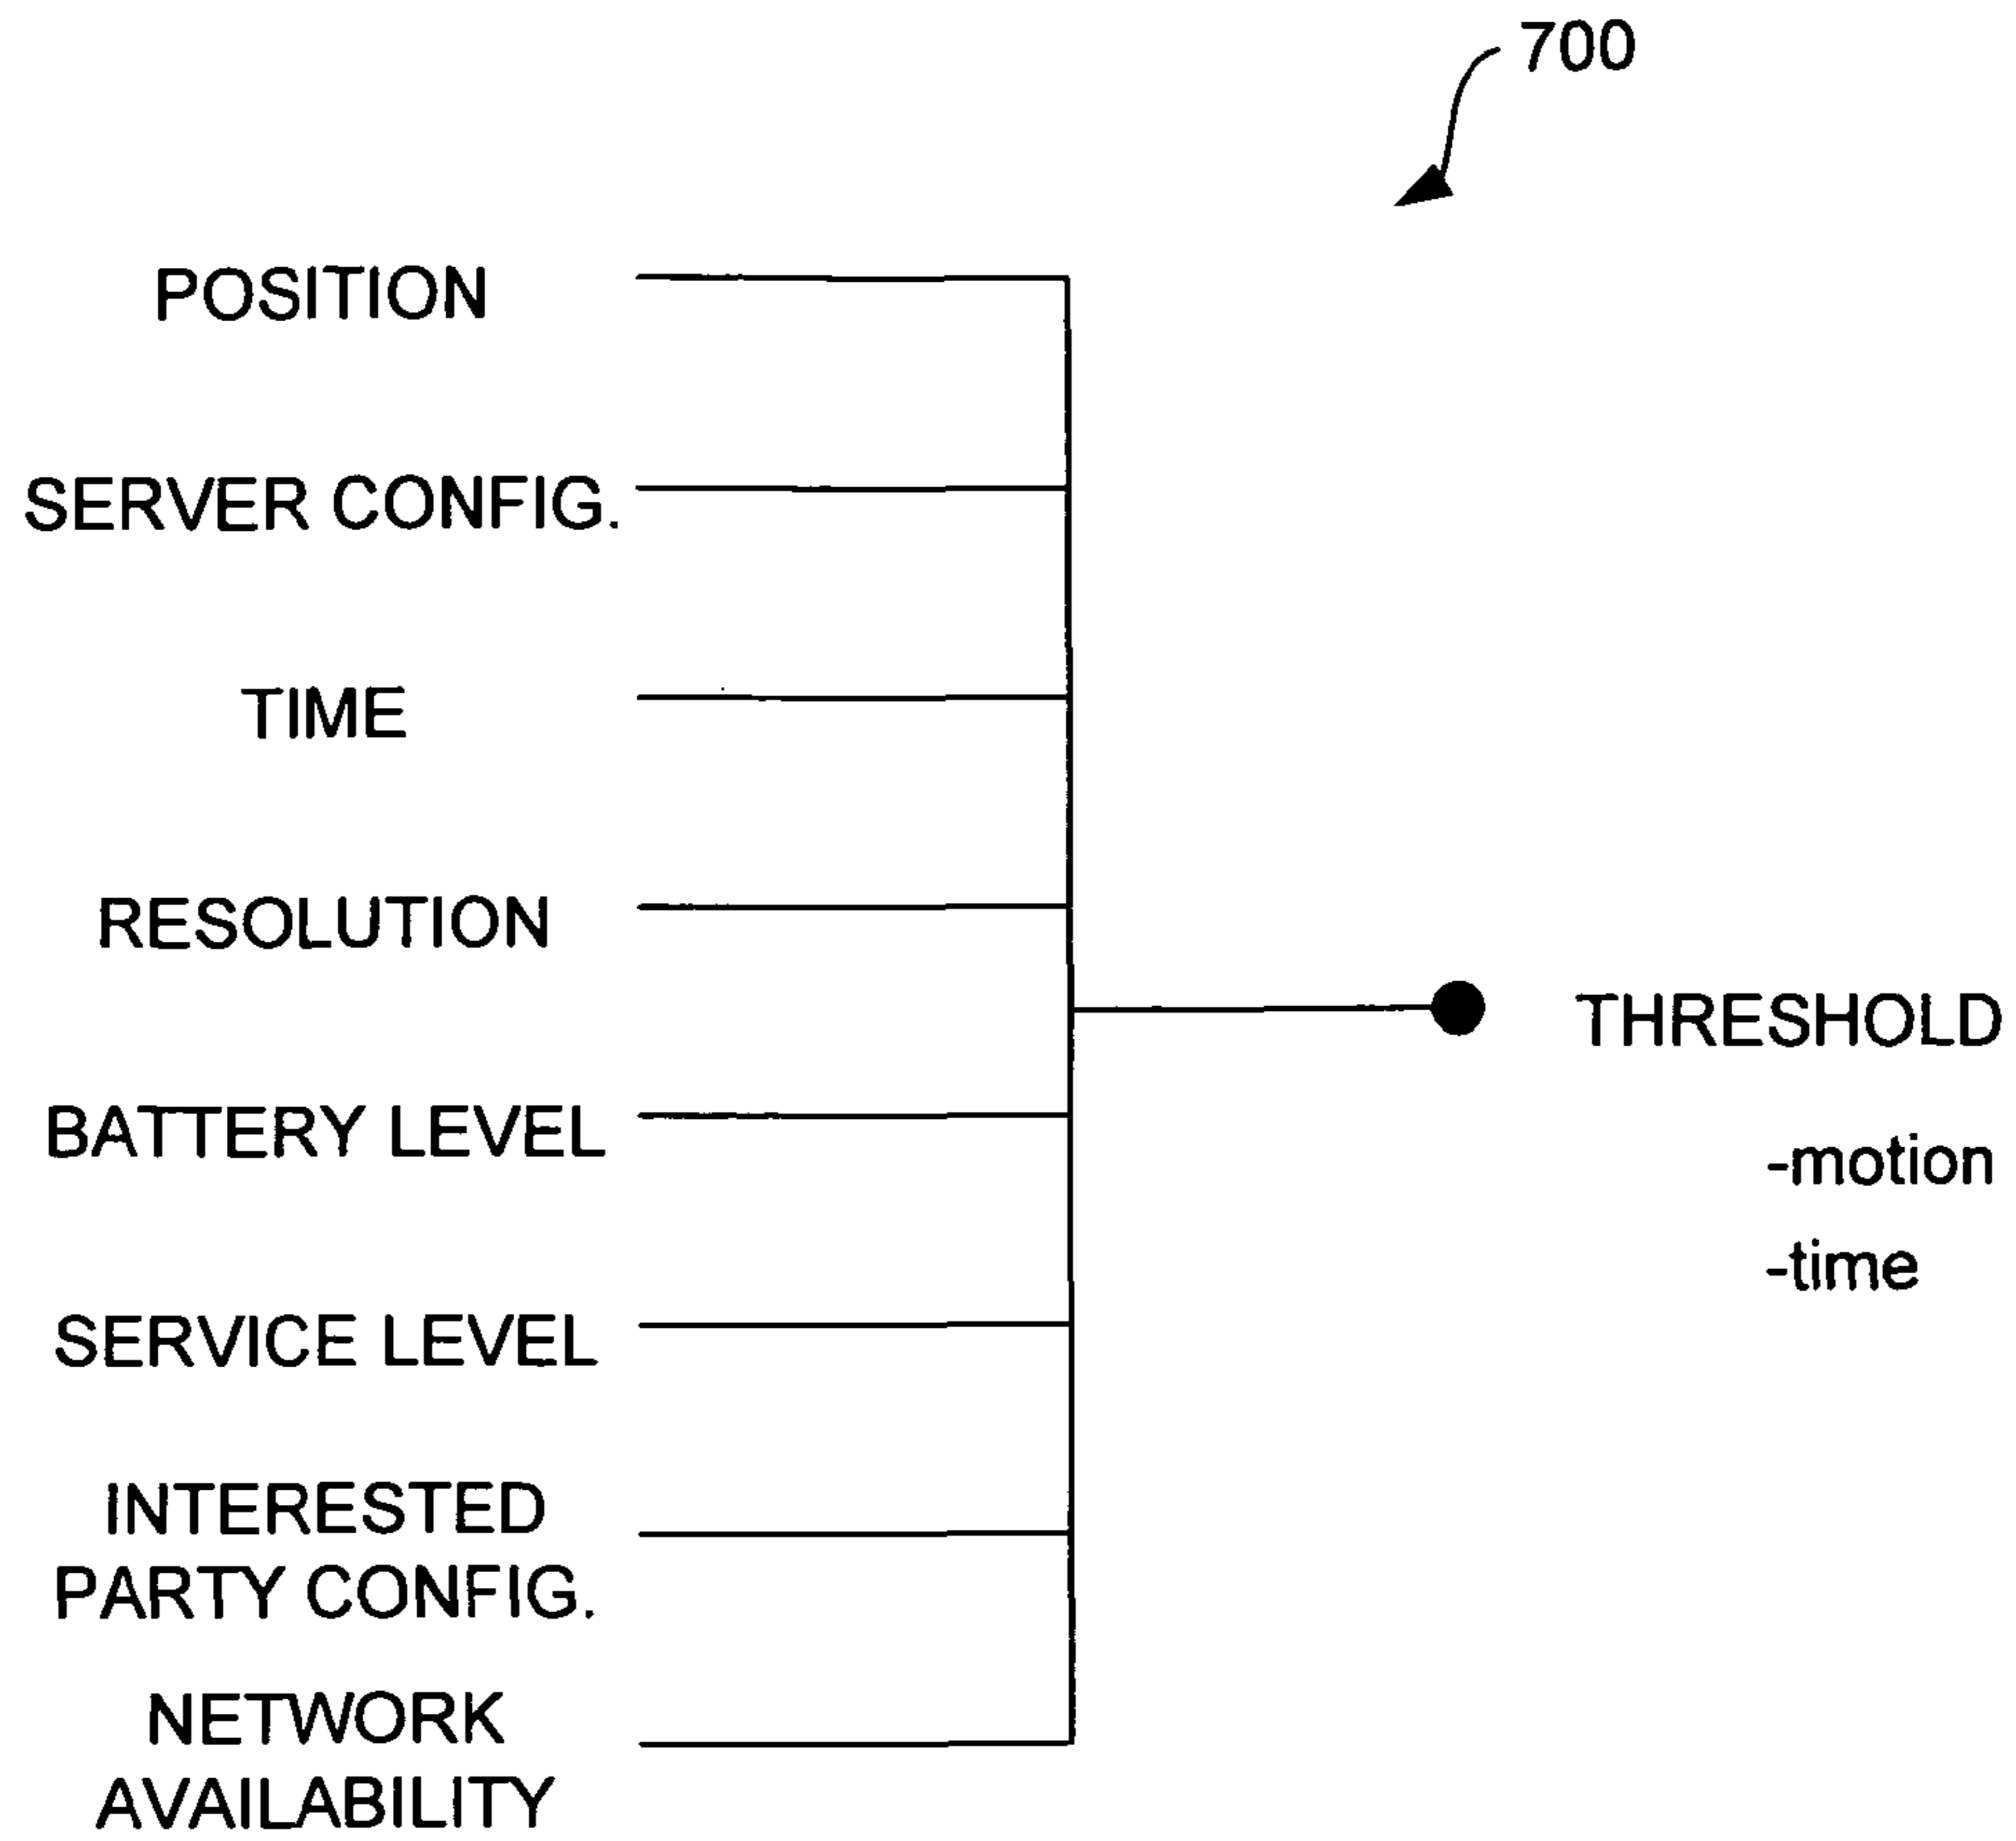 700
POSITION
SERVER CONFIG.
TIME
RESOLUTION
THRESHOLD
-motion
-time
BATTERY LEVEL
SERVICE LEVEL
INTERESTED
PARTY CONFIG.
NETWORK
AVAILABILITY